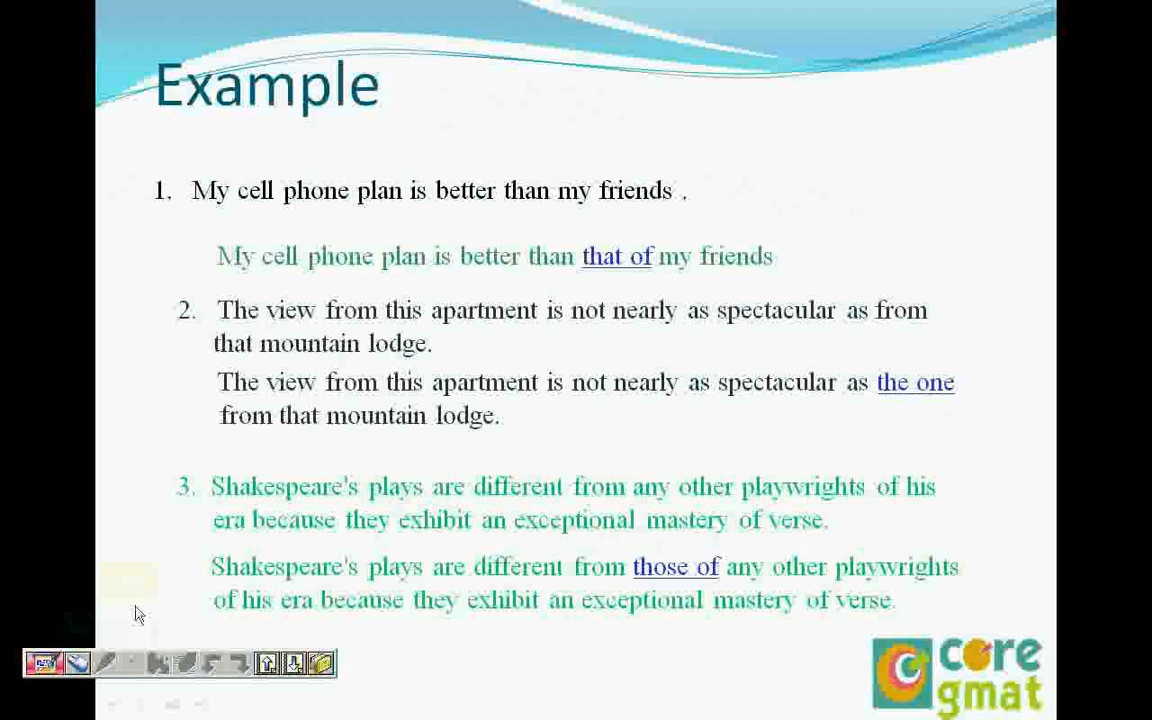 Example
1. My cell phone plan is better than my friends .
My cell phone plan is better than that of my friends
2. The view from this apartment is not nearly as spectacular as from
that mountain lodge.
The view from this apartment is not nearly as spectacular as the one
from that mountain lodge.
3. Shakespeare's plays are different from any other playwrights of his
era because they exhibit an exceptional mastery of verse.
Shakespeare's plays are different from those of any other playwrights
of his era because they exhibit an exceptional mastery of verse.
core
gmat